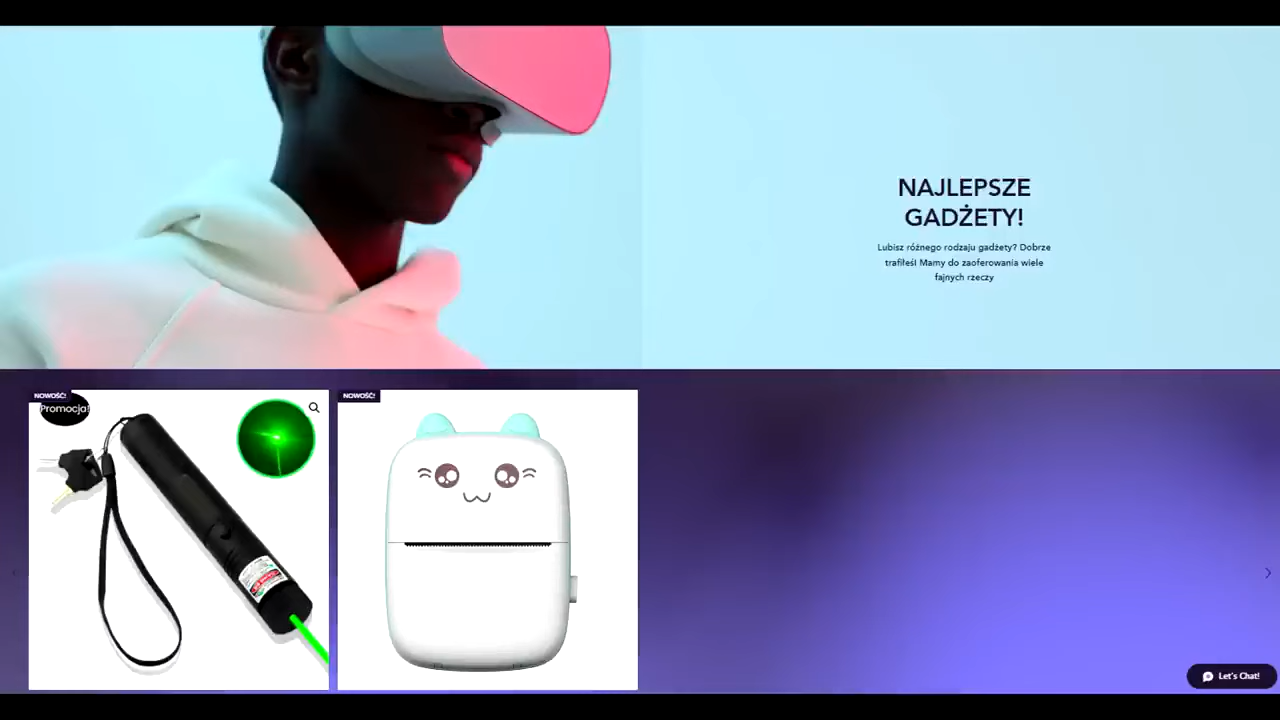 NAJLEPSZE
GADŻETY!
Lubisz różnego rodzaju gadżety? Dobrze
trafiłeś! Mamy do zaoferowania wiele
fajnych rzeczy
NOWOŚĆ!
Promocja!
NOWOŚĆ!
Let's Chat!